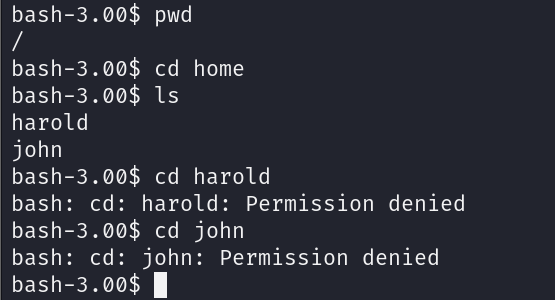 bash-3.00$ pwd
/
bash-3.00$ cd home
bash-3.00$ ls
harold
john
bash-3.00$ cd harold
bash: cd: harold: Permission denied
bash-3.00$ cd john
bash: cd: john: Permission denied
bash-3.00$